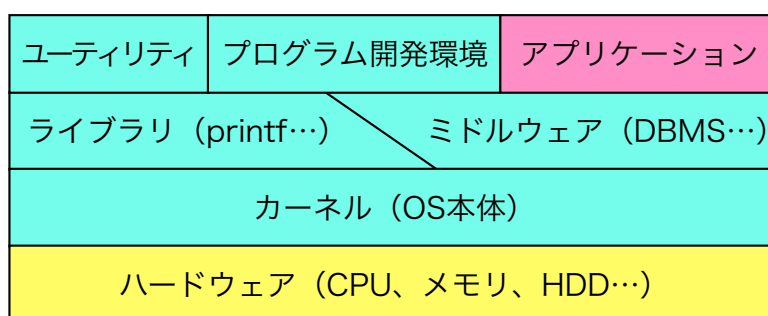 ユーティリティ プログラム開発環境 アプリケーション
ライブラリ（printf…） ミドルウェア（DBMS…）
カーネル（OS本体）
ハードウェア（CPU、メモリ、HDD…）